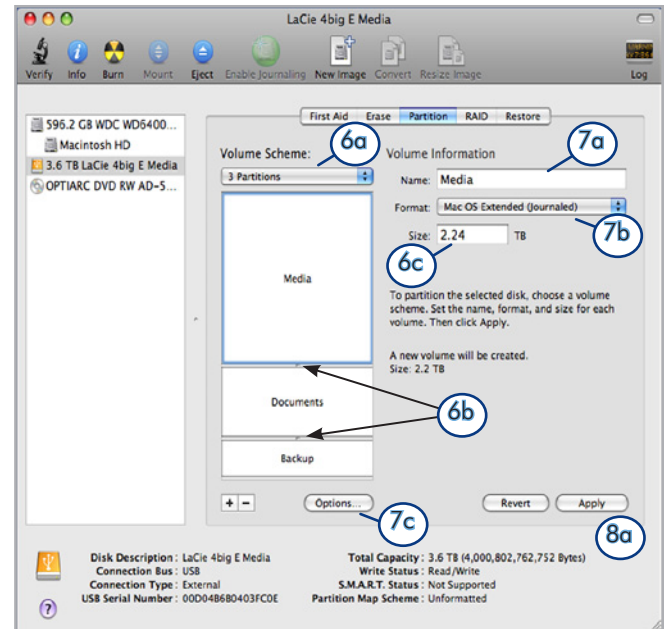 LaCie 4big E Media
Verify Info Burn Mount Eject Enable Journaling New Image Convert Resize Image Log
First Aid Erase Partition RAID Restore
596.2 GB WDC WD6400...
Macintosh HD
3.6 TB LaCie 4big E Media
OPTIARC DVD RW AD-5...
Volume Scheme:
6a
3 Partitions
Media
Documents
Backup
6b
+ -
Options...
7c
Volume Information
7a
Name: Media
Format: Mac OS Extended (Journaled)
7b
Size: 2.24 TB
6c
To partition the selected disk, choose a volume
scheme. Set the name, format, and size for each
volume. Then click Apply.
A new volume will be created.
Size: 2.2 TB
Revert Apply
8a
Disk Description : LaCie 4big E Media
Connection Bus : USB
Connection Type : External
USB Serial Number : 00D04B6B0403FC0E
Total Capacity : 3.6 TB (4,000,802,762,752 Bytes)
Write Status : Read/Write
S.M.A.R.T. Status : Not Supported
Partition Map Scheme : Unformatted
?